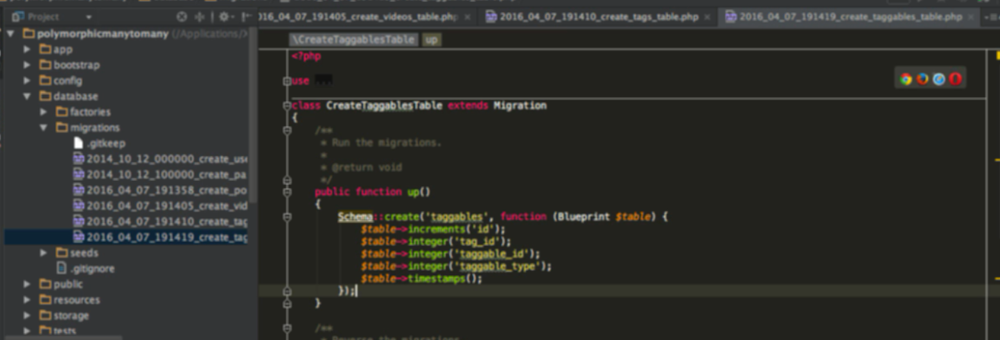 Project
polymorphicmanytomany (/Applications/
app
bootstrap
config
database
factories
migrations
.gitkeep
2014_10_12_000000_create_use
2014_10_12_100000_create_pa
2016_04_07_191358_create_po
2016_04_07_191405_create_vid
2016_04_07_191410_create_tag
2016_04_07_191419_create_tag
seeds
.gitignore
public
resources
storage
tests
2016_04_07_191405_create_videos_table.php
2016_04_07_191410_create_tags_table.php
2016_04_07_191419_create_taggables_table.php
\CreateTaggablesTable up
<?php
use ...
class CreateTaggablesTable extends Migration
{
/**
* Run the migrations.
*
* @return void
*/
public function up()
{
Schema::create('taggables', function (Blueprint $table) {
$table->increments('id');
$table->integer('tag_id');
$table->integer('taggable_id');
$table->integer('taggable_type');
$table->timestamps();
});
}
/**